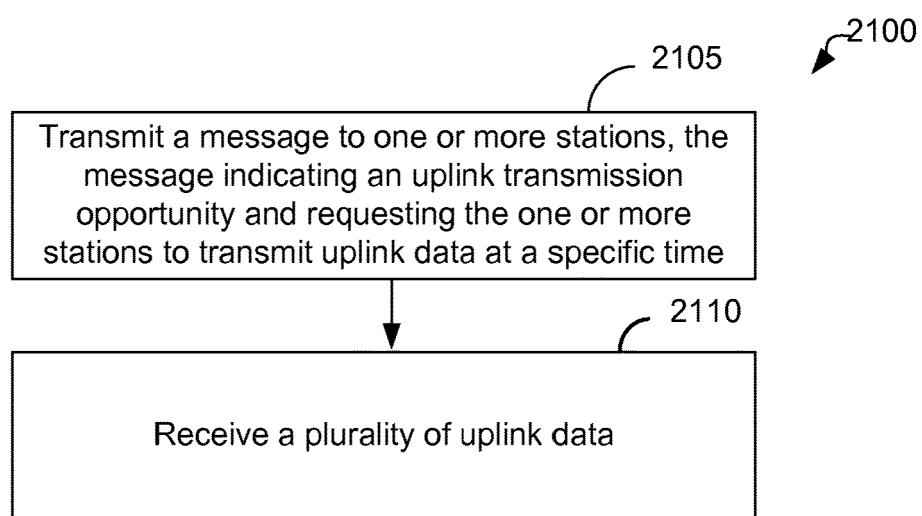 2100
2105
Transmit a message to one or more stations, the
message indicating an uplink transmission
opportunity and requesting the one or more
stations to transmit uplink data at a specific time
2110
Receive a plurality of uplink data